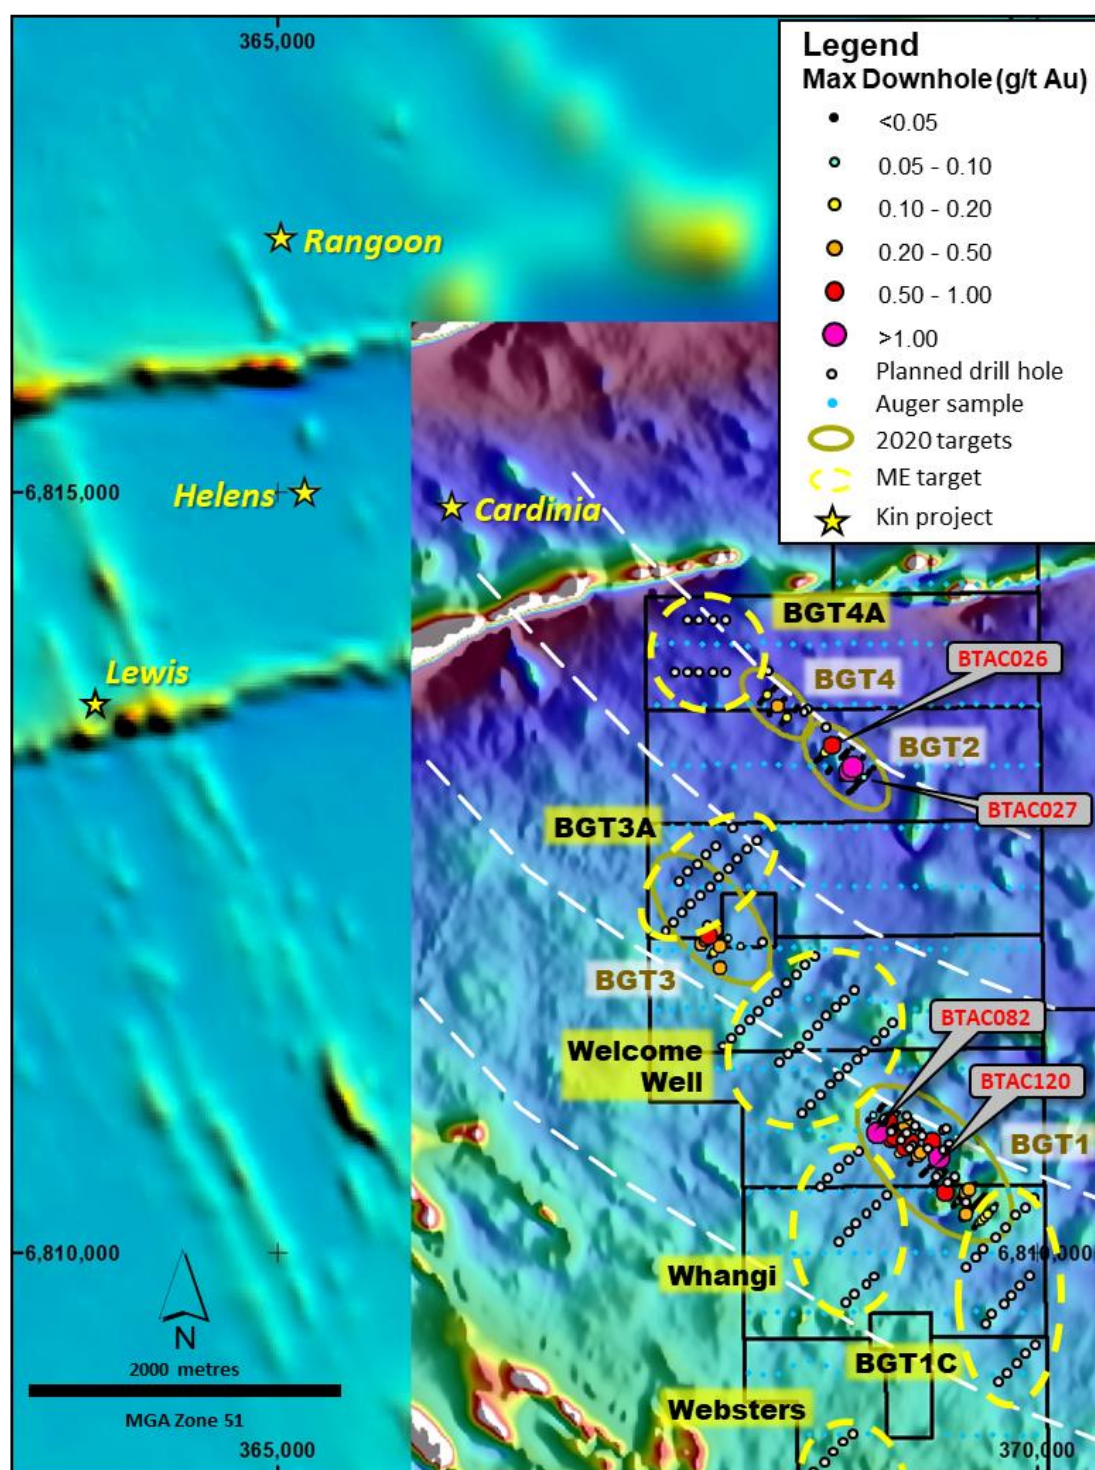 365,000
Legend
Max Downhole (g/t Au)
<0.05
0.05 - 0.10
0.10 - 0.20
0.20 - 0.50
0.50 - 1.00
>1.00
Planned drill hole
Auger sample
2020 targets
ME target
Kin project
Rangoon
6,815,000
Helens
Cardinia
BGT4A
BTAC026
Lewis
BGT4
BGT2
BTAC027
BGT3A
BGT3
BTAC082
Welcome
Well
BTAC120
BGT1
6,810,000
6,810,000
Whangi
N
2000 metres
BGT1C
MGA Zone 51
Websters
365,000
370,000